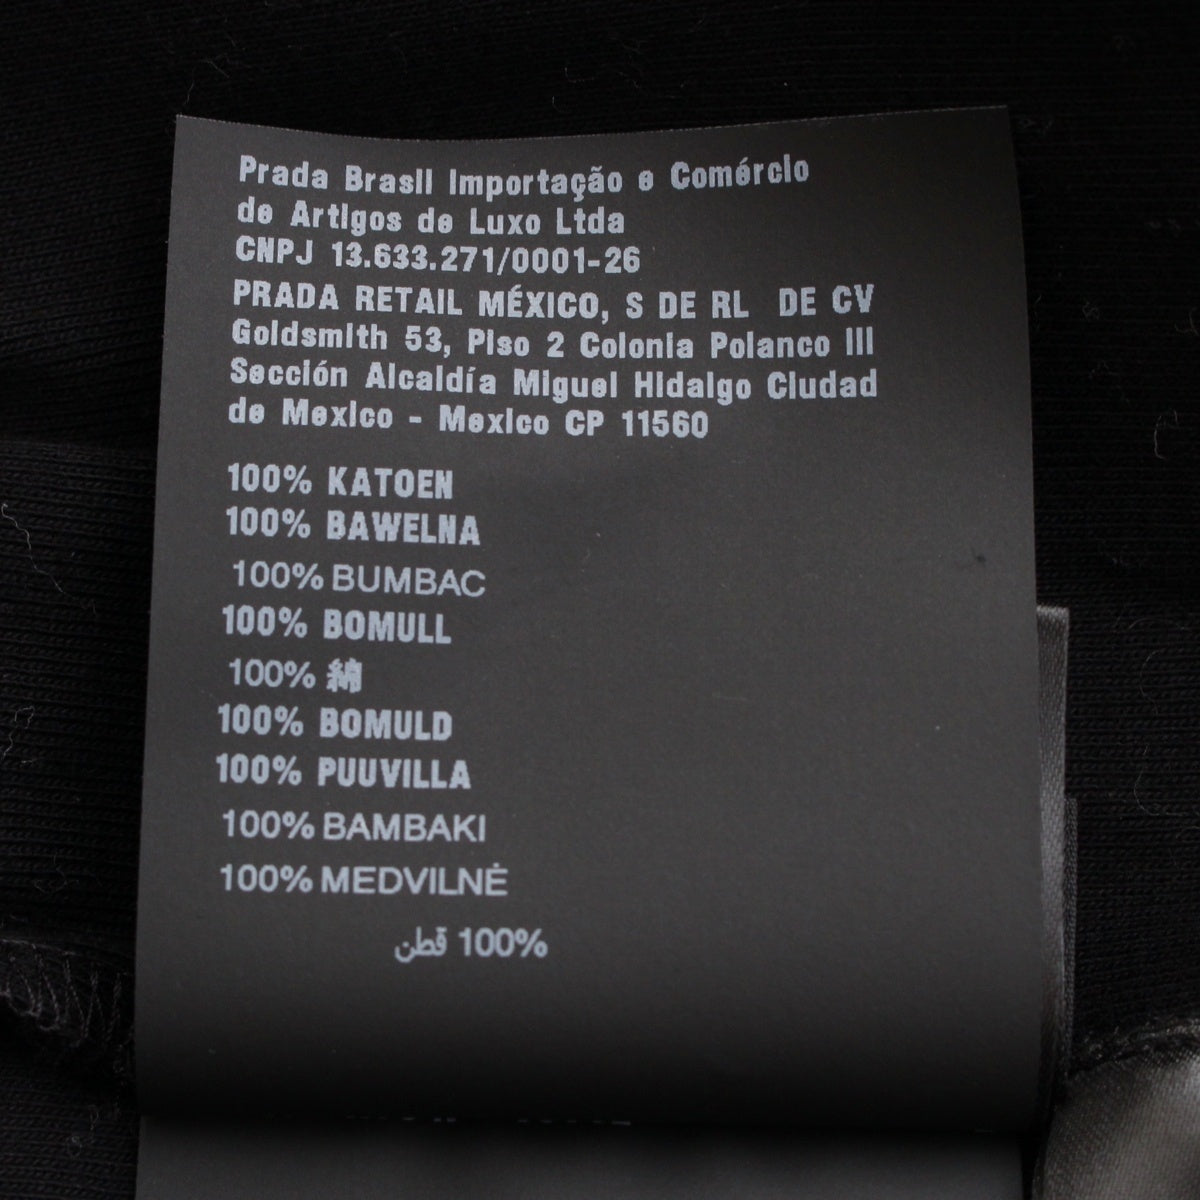 Prada Brasil Importação e Comércio
de Artigos de Luxo Ltda
CNPJ 13.633.271/0001-26
PRADA RETAIL MÉXICO, S DE RL DE CV
Goldsmith 53, Piso 2 Colonia Polanco III
Sección Alcaldía Miguel Hidalgo Ciudad
de Mexico - Mexico CP 11560
100% KATOEN
100% BAWELNA
100% BUMBAC
100% BOMULL
100% 綿
100% BOMULD
100% PUUVILLA
100% BAMBAKI
100% MEDVILNĖ
100% قطن